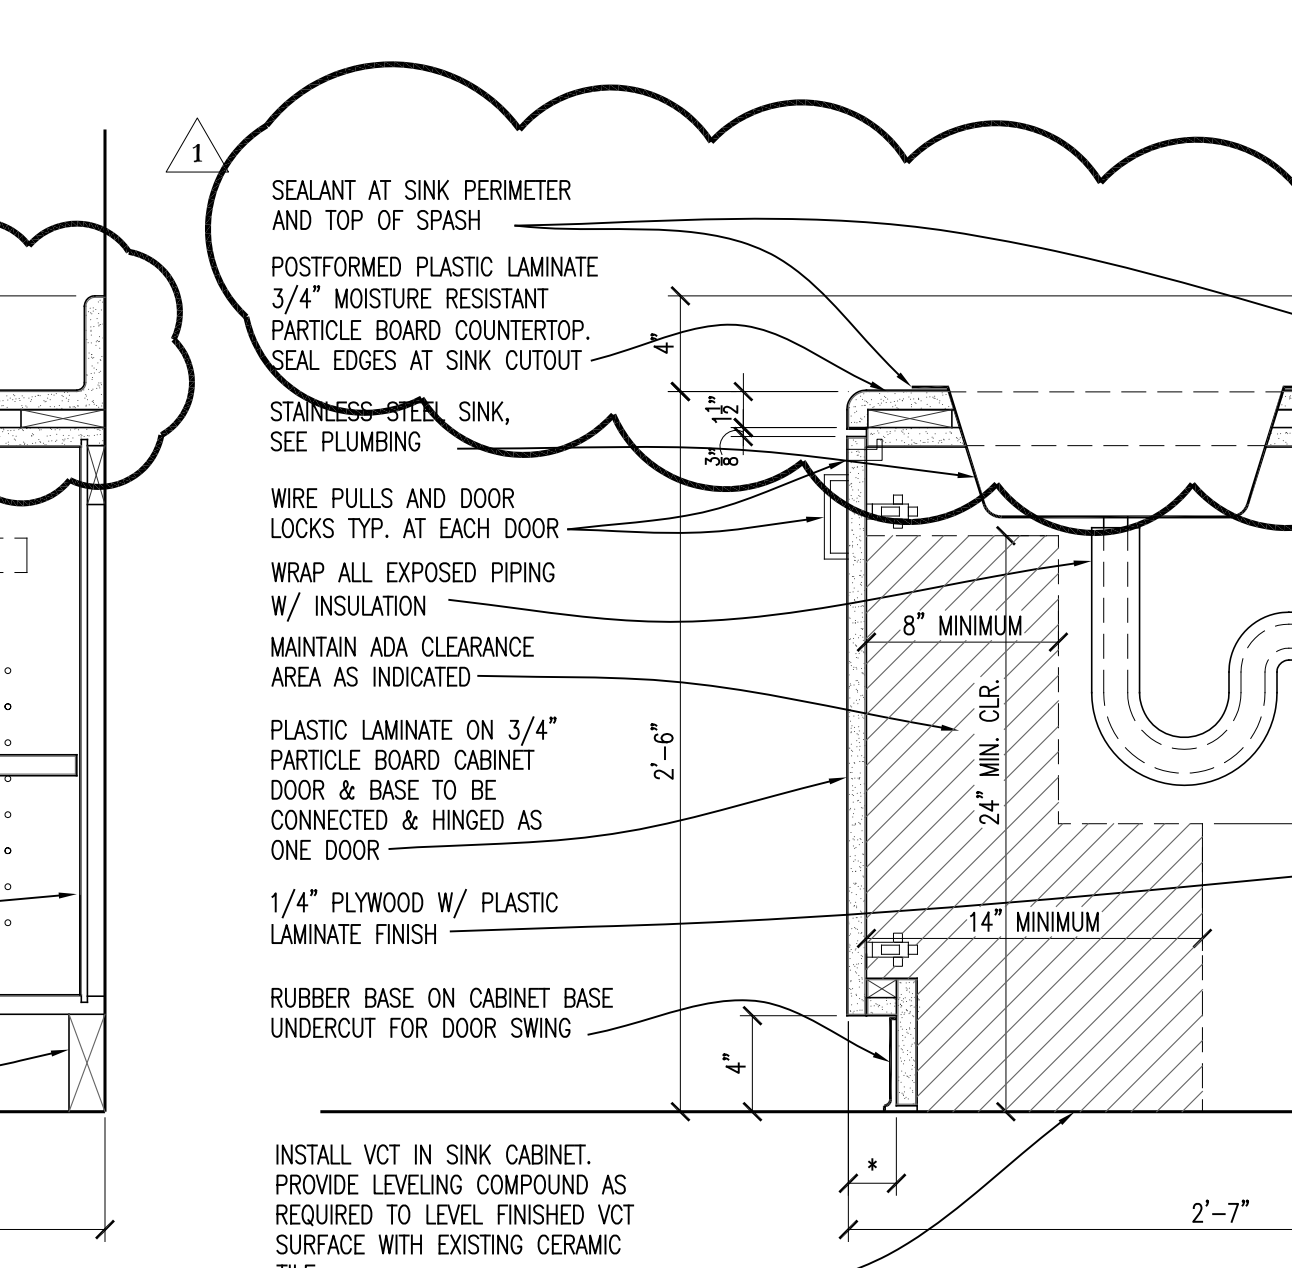 1
SEALANT AT SINK PERIMETER
AND TOP OF SPASH
POSTFORMED PLASTIC LAMINATE
3/4" MOISTURE RESISTANT
PARTICLE BOARD COUNTERTOP.
SEAL EDGES AT SINK CUTOUT
STAINLESS STEEL SINK,
SEE PLUMBING
WIRE PULLS AND DOOR
LOCKS TYP. AT EACH DOOR
WRAP ALL EXPOSED PIPING
W/ INSULATION
MAINTAIN ADA CLEARANCE
AREA AS INDICATED
PLASTIC LAMINATE ON 3/4"
PARTICLE BOARD CABINET
DOOR & BASE TO BE
CONNECTED & HINGED AS
ONE DOOR
1/4" PLYWOOD W/ PLASTIC
LAMINATE FINISH
RUBBER BASE ON CABINET BASE
UNDERCUT FOR DOOR SWING
INSTALL VCT IN SINK CABINET.
PROVIDE LEVELING COMPOUND AS
REQUIRED TO LEVEL FINISHED VCT
SURFACE WITH EXISTING CERAMIC
TILE
4"
1 1/2"
3/8"
2'-6"
8" MINIMUM
24" MIN. CLR.
14" MINIMUM
4"
*
2'-7"